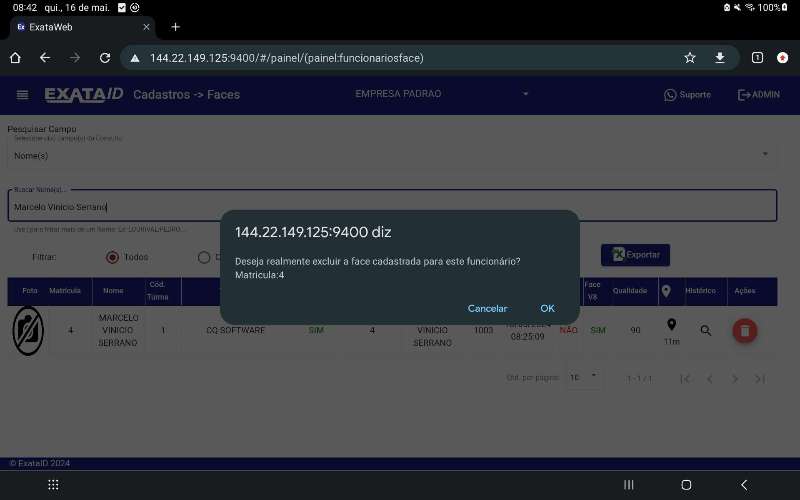 08:42 qui., 16 de mai.
100%
Ex ExataWeb
144.22.149.125:9400/#/painel/(painel:funcionariosface)
1
EXATAID Cadastros -> Faces
EMPRESA PADRAO
Suporte
ADMIN
Pesquisar Campo
Selecione o(s) Campo(s) da Consulta
Nome(s)
Buscar Nome(s)...
Marcelo Vinicio Serrano
Use | para filtrar mais de um Nome. Ex: LOURIVAL|PEDRO...
Filtrar:
Todos
Exportar
144.22.149.125:9400 diz
Deseja realmente excluir a face cadastrada para este funcionário?
Matricula:4
Cancelar
OK
Foto
Matrícula
Nome
Cód. Turma
Face V8
Qualidade
Histórico
Ações
4
MARCELO VINICIO SERRANO
1
CQ SOFTWARE
SIM
4
VINICIO SERRANO
1003
08:25:09
NÃO
SIM
90
11m
Qtd. por página:
10
1 - 1 / 1
© ExataID 2024